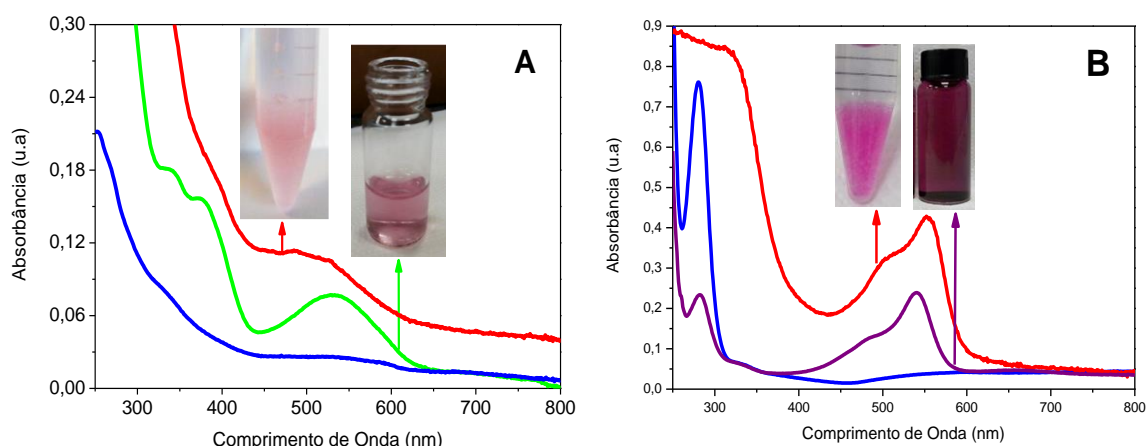 A
Absorbância (u.a)
0,30
0,24
0,18
0,12
0,06
0,00
300 400 500 600 700 800
Comprimento de Onda (nm)
B
Absorbância (u.a)
0,9
0,8
0,7
0,6
0,5
0,4
0,3
0,2
0,1
0,0
300 400 500 600 700 800
Comprimento de Onda (nm)